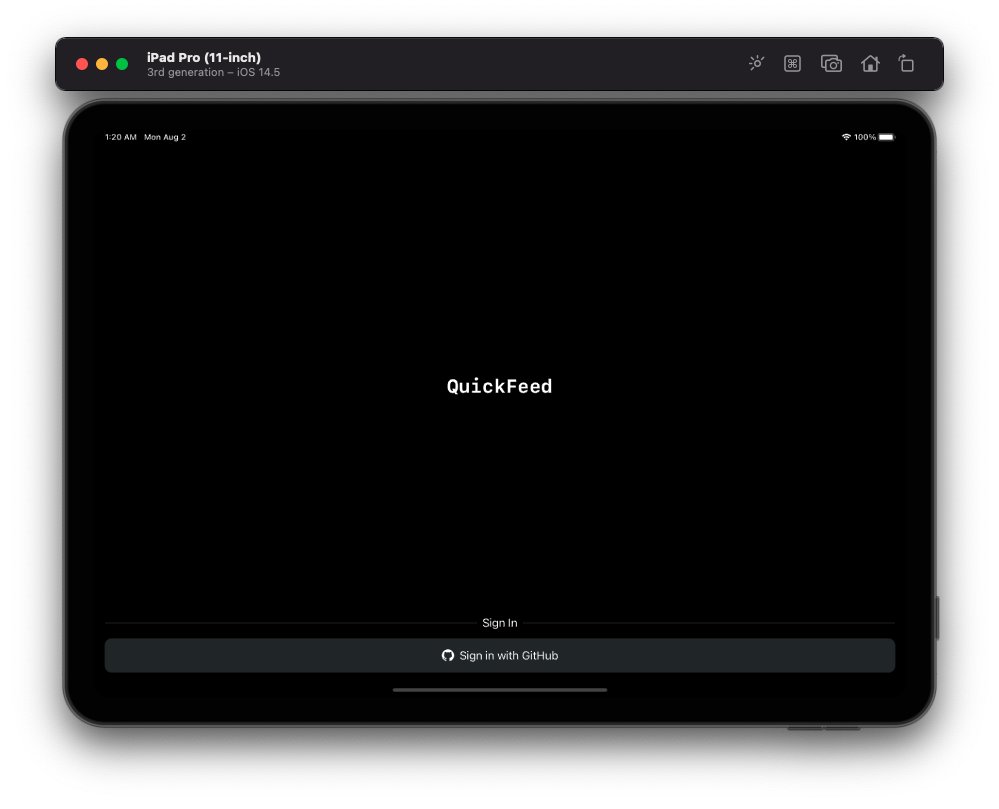 iPad Pro (11-inch)
3rd generation – iOS 14.5
1:20 AM Mon Aug 2 100%
QuickFeed
Sign In
Sign in with GitHub